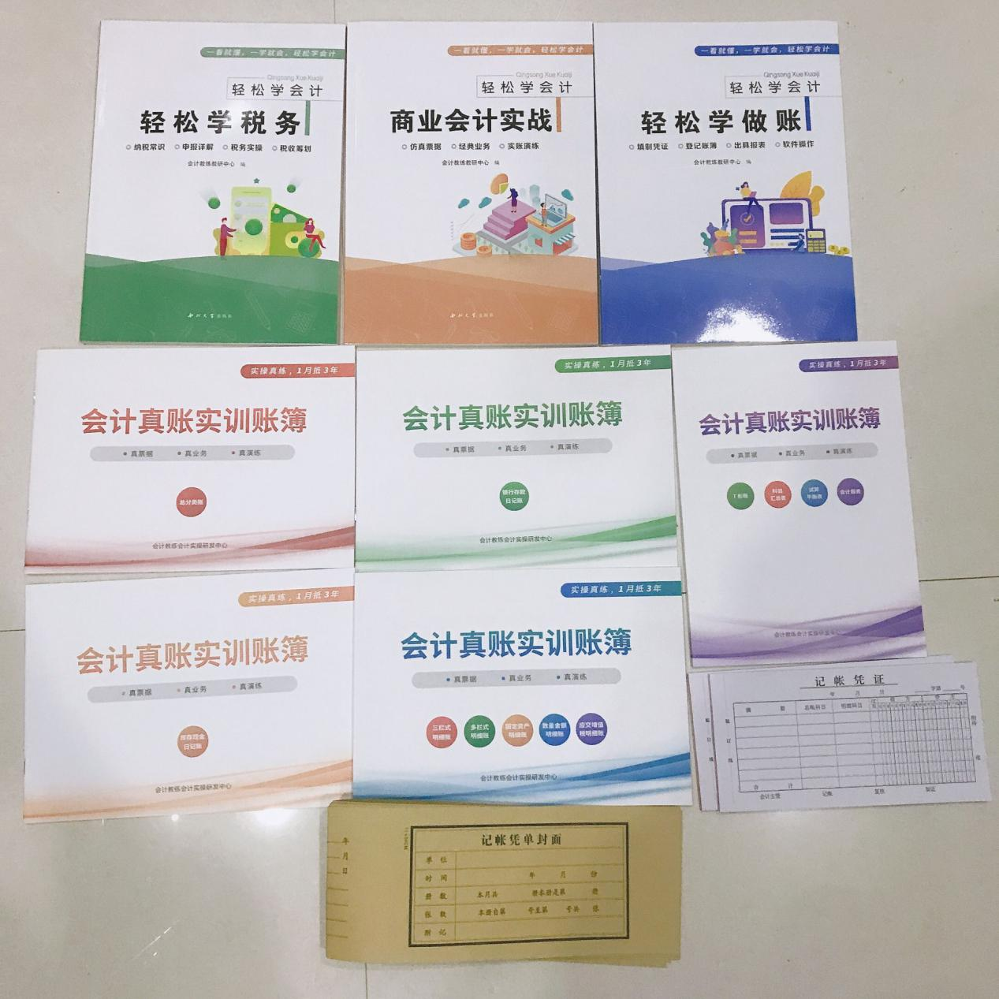 一看就懂，一学就会，轻松学会计
Qingsong Xue Kuaiji
轻松学会计
轻松学税务
纳税常识 申报详解 税务实操 税收筹划
会计教练教研中心 编
西北大学出版社
一看就懂，一学就会，轻松学会计
Qingsong Xue Kuaiji
轻松学会计
商业会计实战
仿真票据 经典业务 实账演练
会计教练教研中心 编
西北大学出版社
一看就懂，一学就会，轻松学会计
Qingsong Xue Kuaiji
轻松学会计
轻松学做账
填制凭证 登记账簿 出具报表 软件操作
会计教练教研中心 编
实操真练，1月抵3年
会计真账实训账簿
真票据 真业务 真演练
总分类账
会计教练会计实操研发中心
实操真练，1月抵3年
会计真账实训账簿
真票据 真业务 真演练
银行存款
日记账
会计教练会计实操研发中心
实操真练，1月抵3年
会计真账实训账簿
真票据 真业务 真演练
T形账
科目
汇总表
试算
平衡表
会计报表
会计教练会计实操研发中心
实操真练，1月抵3年
会计真账实训账簿
真票据 真业务 真演练
库存现金
日记账
会计教练会计实操研发中心
实操真练，1月抵3年
会计真账实训账簿
真票据 真业务 真演练
三栏式
明细账
多栏式
明细账
固定资产
明细账
数量金额
明细账
应交增值
税明细账
会计教练会计实操研发中心
记帐凭证
年 月 日 字第 号
摘 要 总帐科目 明细科目
装
订
线
合 计
会计主管 记账 复核 制证
年
月
日
记帐凭单封面
单位
时间 年 月 份
册数 本月共 册本册是第 册
张数 本册自第 号至第 号共 张
附记